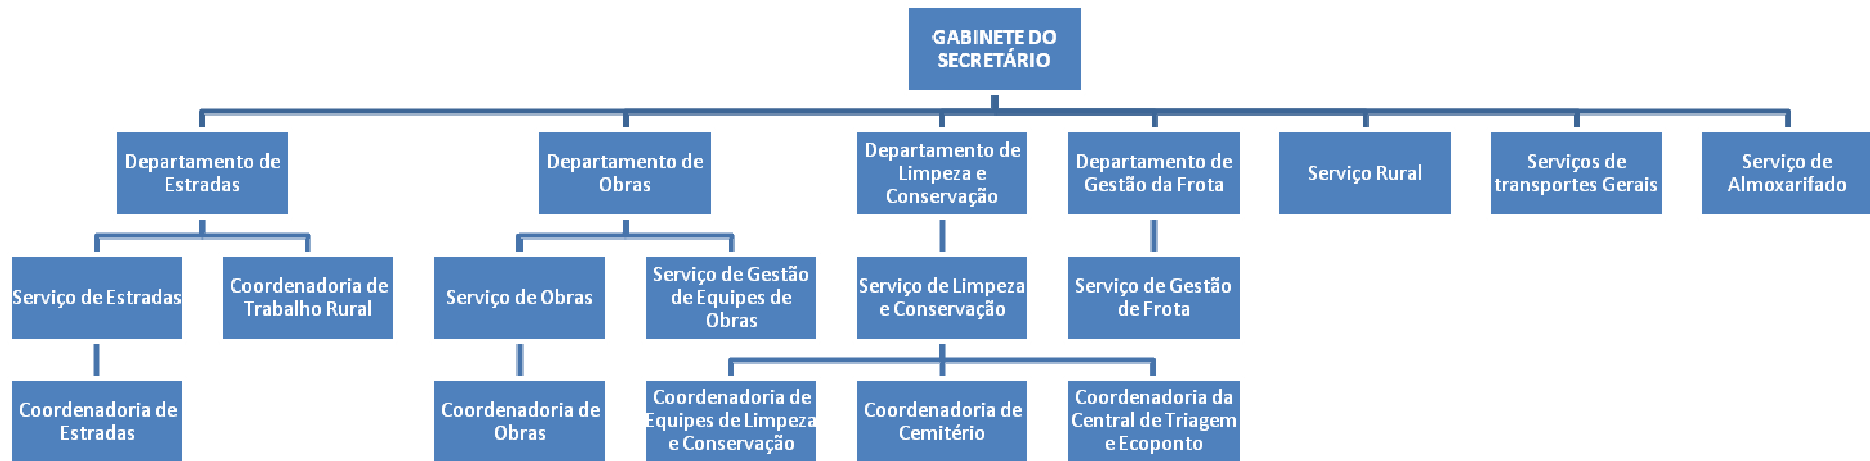 GABINETE DO
SECRETÁRIO
Departamento de
Estradas
Departamento de
Obras
Departamento de
Limpeza e
Conservação
Departamento de
Gestão da Frota
Serviço Rural
Serviços de
transportes Gerais
Serviço de
Almoxarifado
Serviço de Estradas
Coordenadoria de
Trabalho Rural
Serviço de Obras
Serviço de Gestão
de Equipes de
Obras
Serviço de Limpeza
e Conservação
Serviço de Gestão
de Frota
Coordenadoria de
Estradas
Coordenadoria de
Obras
Coordenadoria de
Equipes de Limpeza
e Conservação
Coordenadoria de
Cemitério
Coordenadoria da
Central de Triagem
e Ecoponto